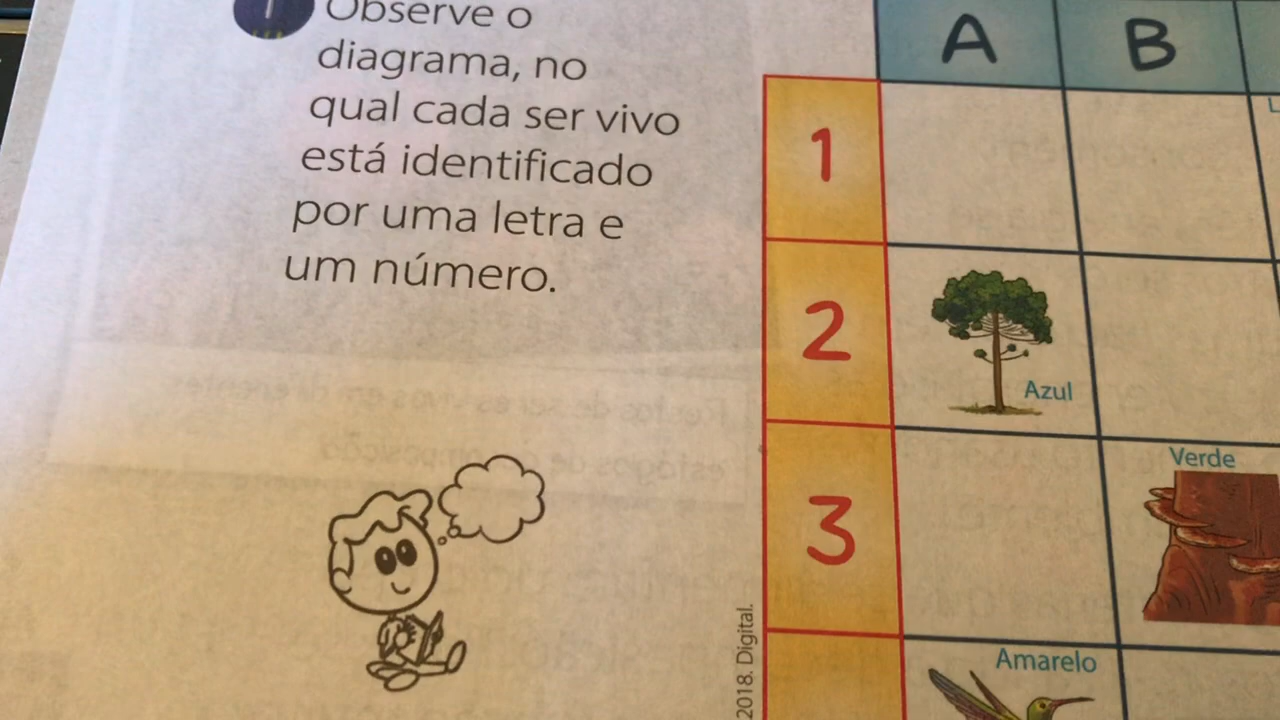 1
Observe o
diagrama, no
qual cada ser vivo
está identificado
por uma letra e
um número.
A
B
L
1
2
Azul
3
Verde
Amarelo
2018. Digital.